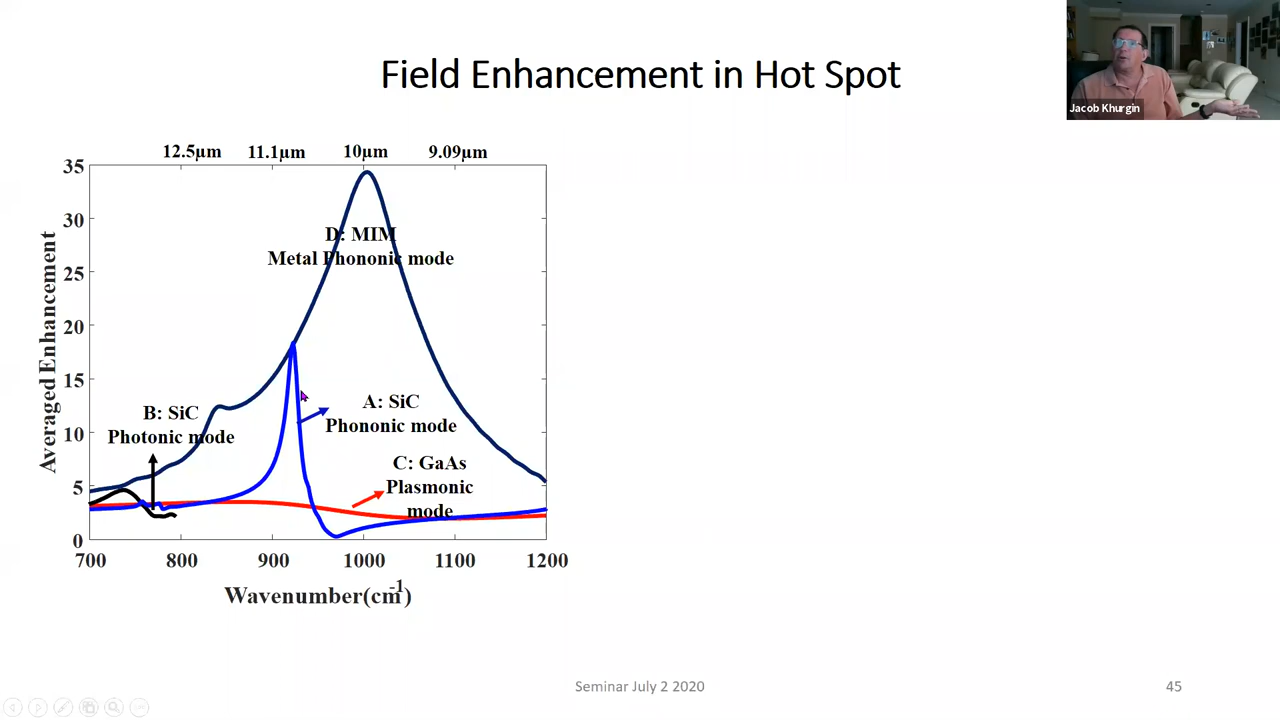 Field Enhancement in Hot Spot
Jacob Khurgin
12.5μm 11.1μm 10μm 9.09μm
35
30
25
20
15
10
5
0
Averaged Enhancement
D: MIM
Metal Phononic mode
B: SiC
Photonic mode
A: SiC
Phononic mode
C: GaAs
Plasmonic
mode
700 800 900 1000 1100 1200
Wavenumber(cm-1)
Seminar July 2 2020
45